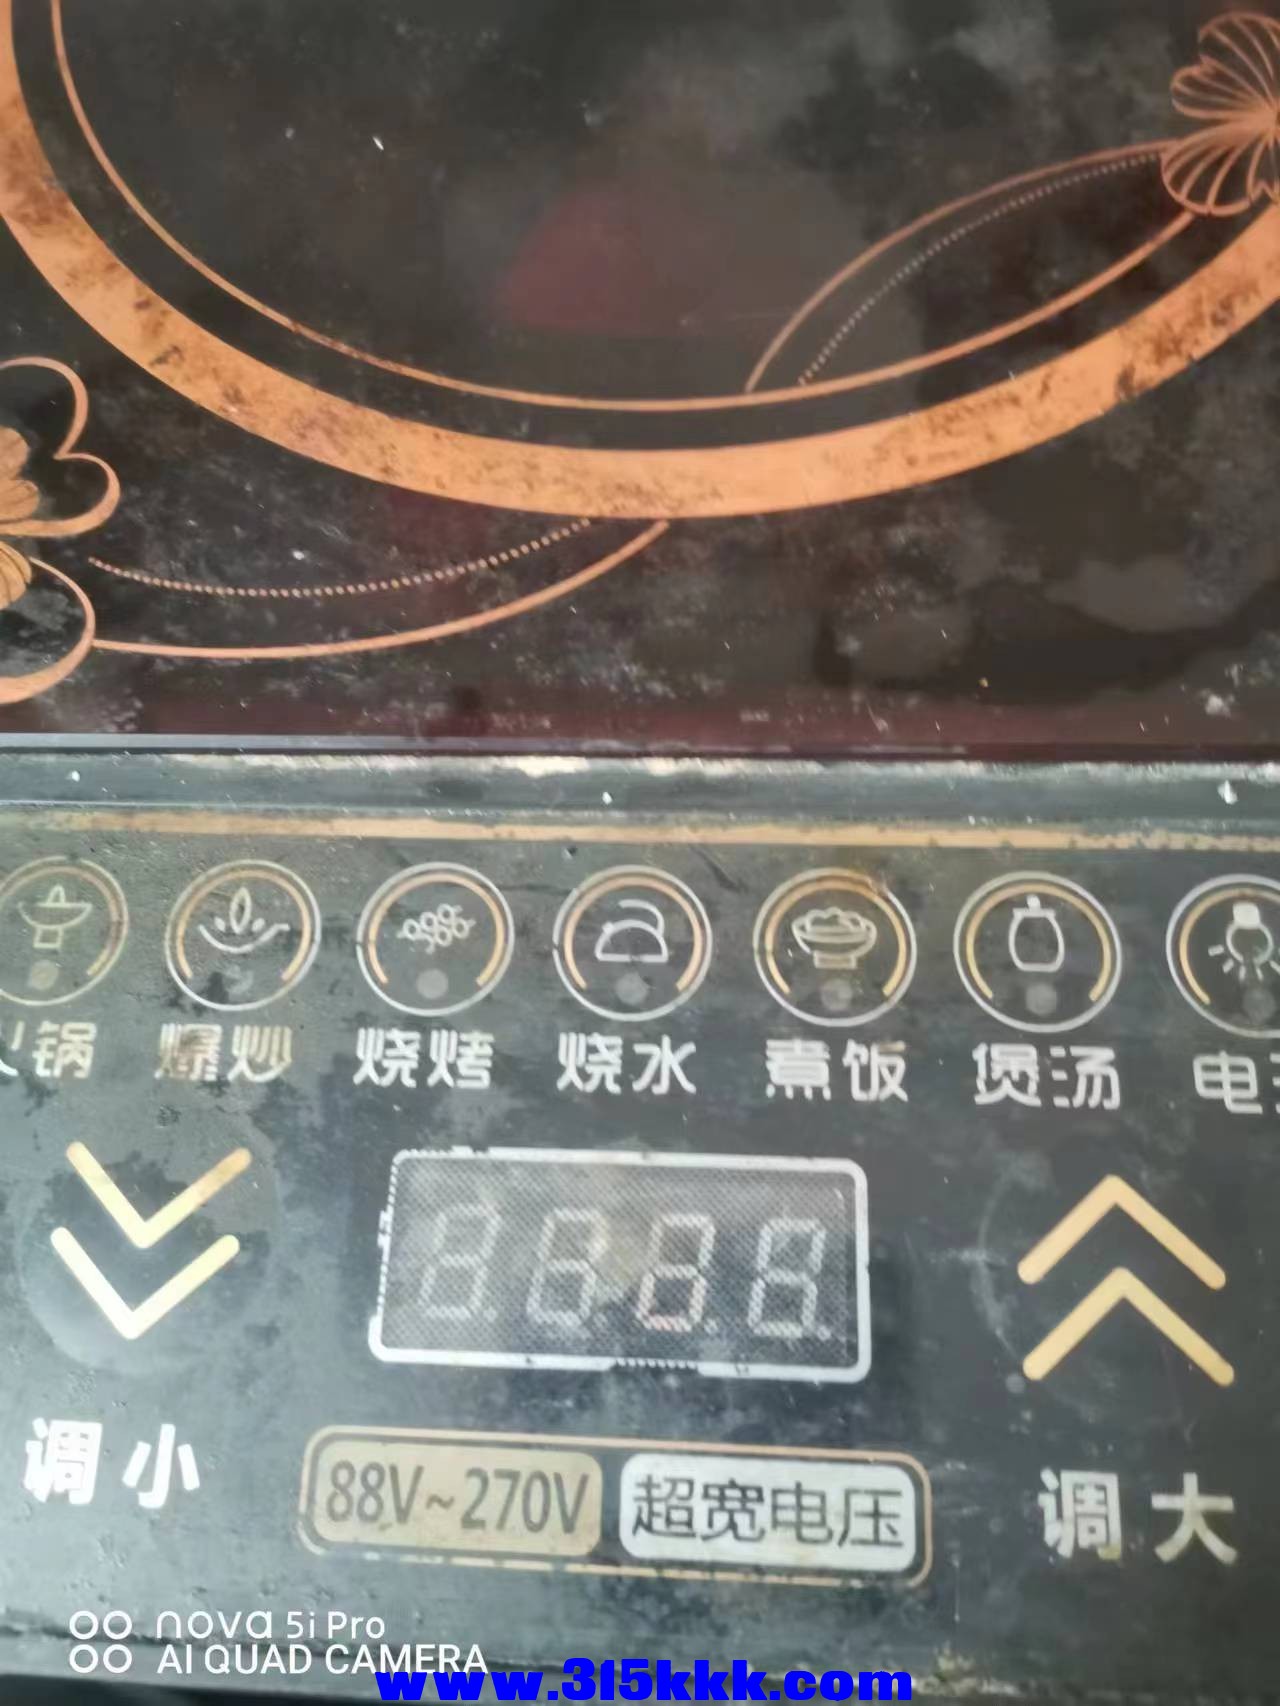 锅 爆炒 烧烤 烧水 煮饭 煲汤 电
8.8.8.8.
调小
88V~270V 超宽电压
调大
nova 5i Pro
AI QUAD CAMERA
www.315kkk.com